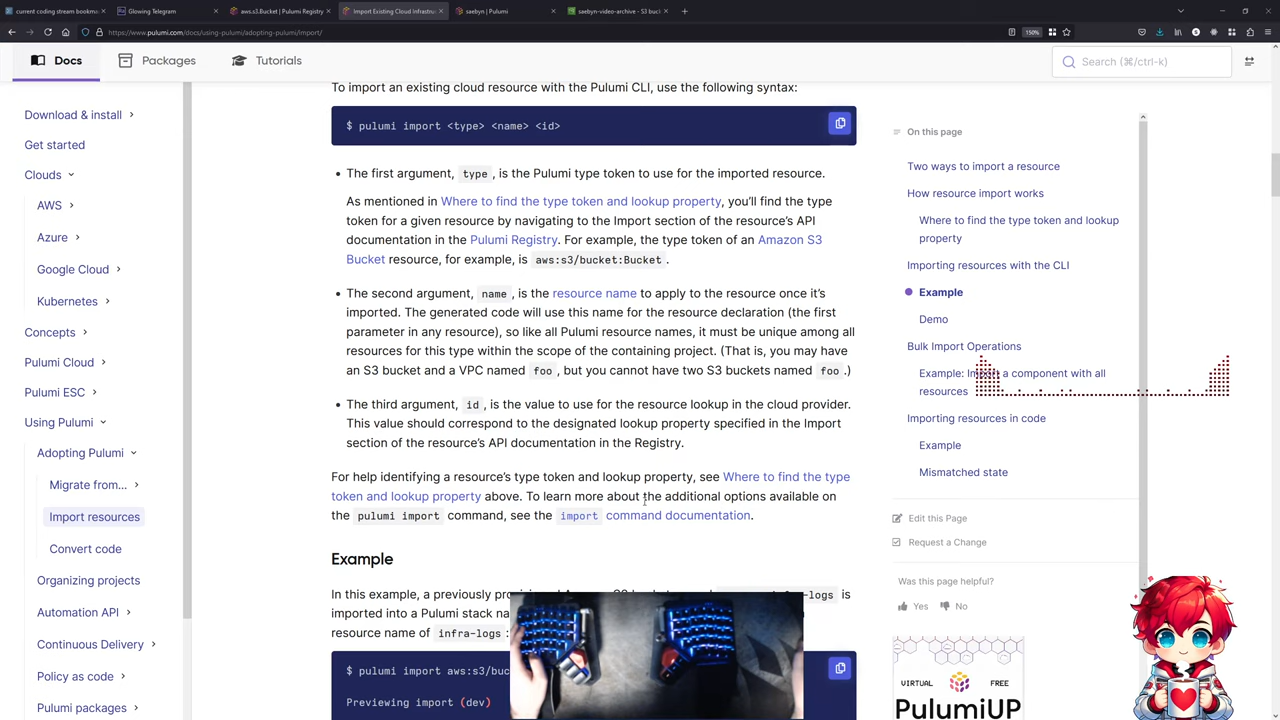 current coding stream bookma
Glowing Telegram
aws.s3.Bucket | Pulumi Registry
Import Existing Cloud Infrastruc
saebyn | Pulumi
saebyn-video-archive - S3 buc
https://www.pulumi.com/docs/using-pulumi/adopting-pulumi/import/
150%
Docs
Packages
Tutorials
Search (⌘/ctrl-k)
Download & install
Get started
Clouds
AWS
Azure
Google Cloud
Kubernetes
Concepts
Pulumi Cloud
Pulumi ESC
Using Pulumi
Adopting Pulumi
Migrate from...
Import resources
Convert code
Organizing projects
Automation API
Continuous Delivery
Policy as code
Pulumi packages
To import an existing cloud resource with the Pulumi CLI, use the following syntax:
$ pulumi import <type> <name> <id>
• The first argument, type, is the Pulumi type token to use for the imported resource.
As mentioned in Where to find the type token and lookup property, you'll find the type
token for a given resource by navigating to the Import section of the resource's API
documentation in the Pulumi Registry. For example, the type token of an Amazon S3
Bucket resource, for example, is aws:s3/bucket:Bucket.
• The second argument, name, is the resource name to apply to the resource once it's
imported. The generated code will use this name for the resource declaration (the first
parameter in any resource), so like all Pulumi resource names, it must be unique among all
resources for this type within the scope of the containing project. (That is, you may have
an S3 bucket and a VPC named foo, but you cannot have two S3 buckets named foo.)
• The third argument, id, is the value to use for the resource lookup in the cloud provider.
This value should correspond to the designated lookup property specified in the Import
section of the resource's API documentation in the Registry.
For help identifying a resource's type token and lookup property, see Where to find the type
token and lookup property above. To learn more about the additional options available on
the pulumi import command, see the import command documentation.
Example
In this example, a previously pro
-logs is
imported into a Pulumi stack na
resource name of infra-logs:
$ pulumi import aws:s3/buc
Previewing import (dev)
On this page
Two ways to import a resource
How resource import works
Where to find the type token and lookup
property
Importing resources with the CLI
Example
Demo
Bulk Import Operations
Example: Import a component with all
resources
Importing resources in code
Example
Mismatched state
Edit this Page
Request a Change
Was this page helpful?
Yes
No
VIRTUAL
FREE
PulumiUP